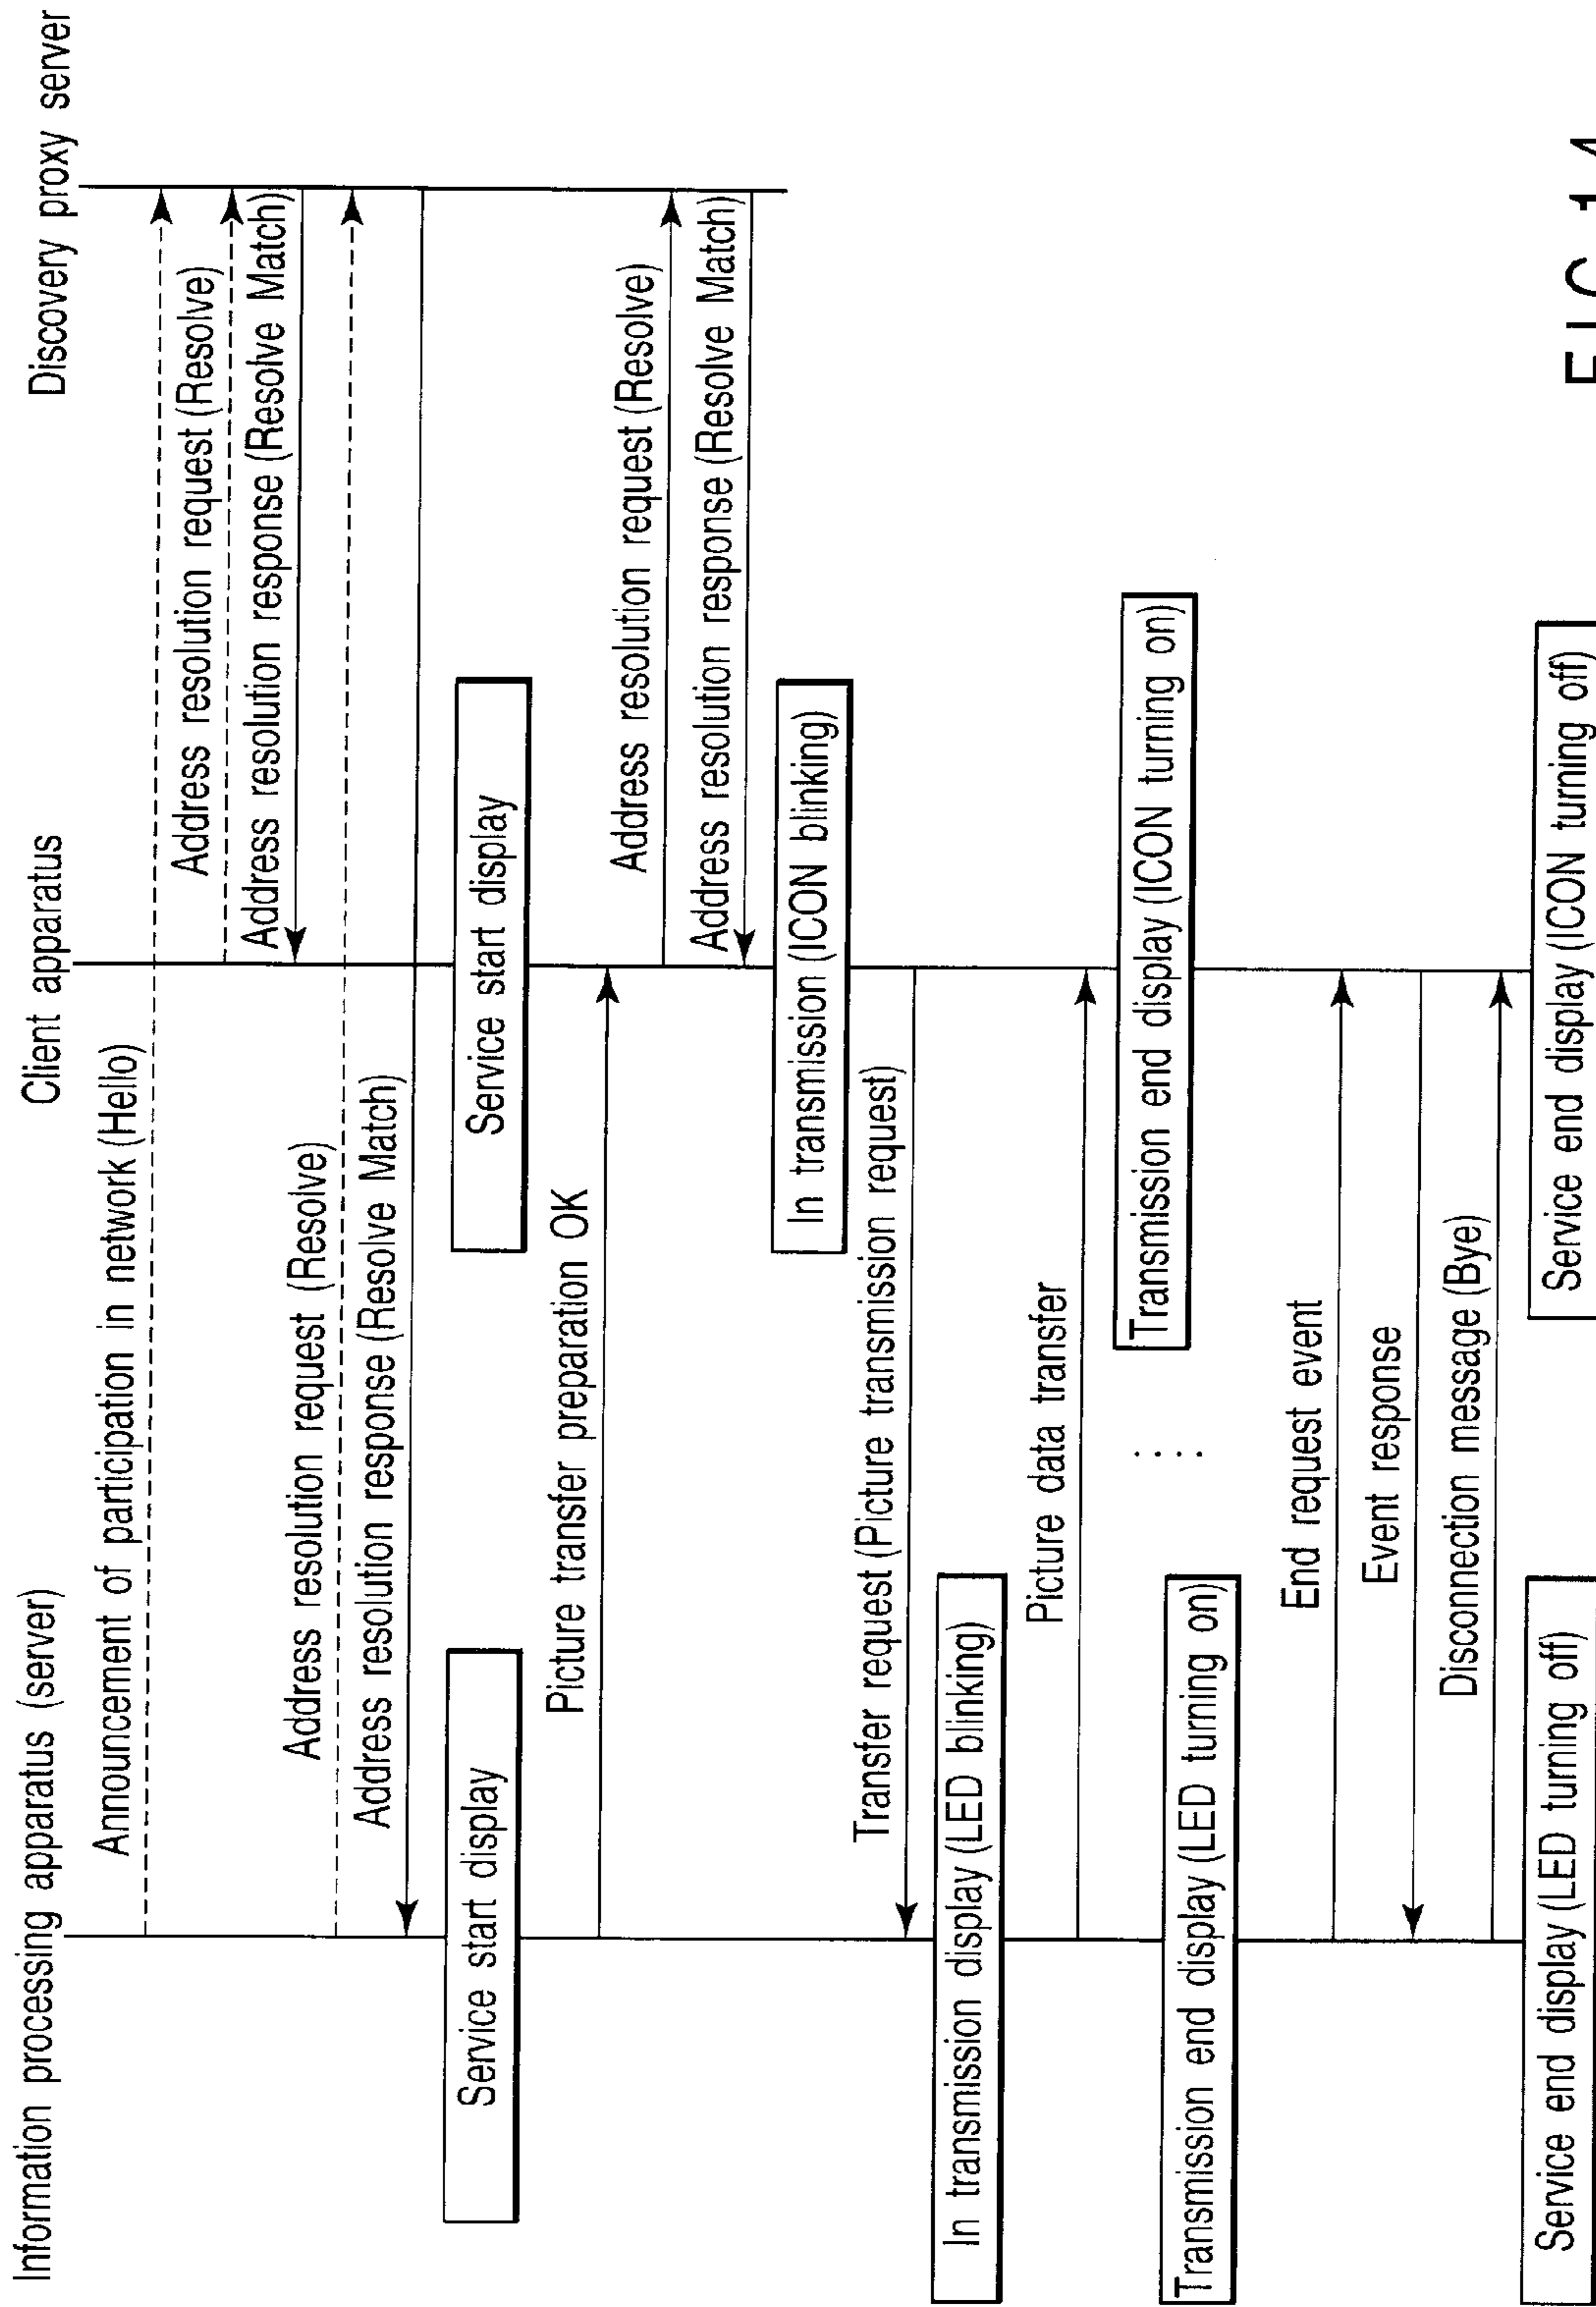 Information processing apparatus (server)
Client apparatus
Discovery proxy server
Announcement of participation in network (Hello)
Address resolution request (Resolve)
Address resolution response (Resolve Match)
Address resolution request (Resolve)
Address resolution response (Resolve Match)
Service start display
Service start display
Picture transfer preparation OK
Address resolution request (Resolve)
Address resolution response (Resolve Match)
In transmission (ICON blinking)
Transfer request (Picture transmission request)
In transmission display (LED blinking)
Picture data transfer
Transmission end display (ICON turning on)
Transmission end display (LED turning on)
....
End request event
Event response
Disconnection message (Bye)
Service end display (LED turning off)
Service end display (ICON turning off)